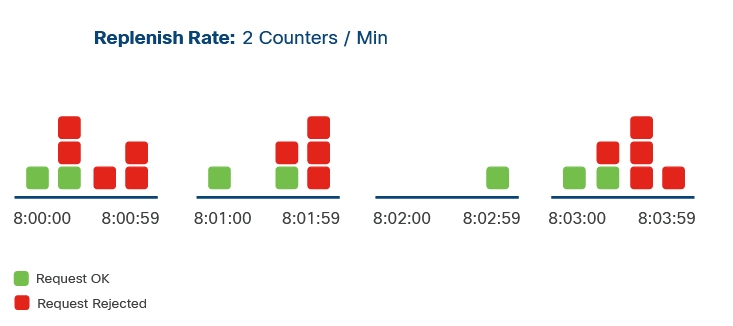 Replenish Rate: 2 Counters / Min
8:00:00 8:00:59 8:01:00 8:01:59 8:02:00 8:02:59 8:03:00 8:03:59
Request OK
Request Rejected